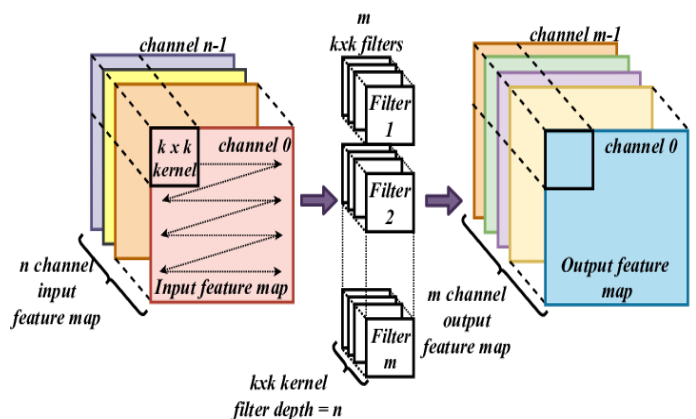 channel n-1
channel 0
k x k
kernel
Input feature map
n channel
input
feature map
m
kxk filters
Filter
1
Filter
2
Filter
m
kxk kernel
filter depth = n
channel m-1
channel 0
Output feature
map
m channel
output
feature map